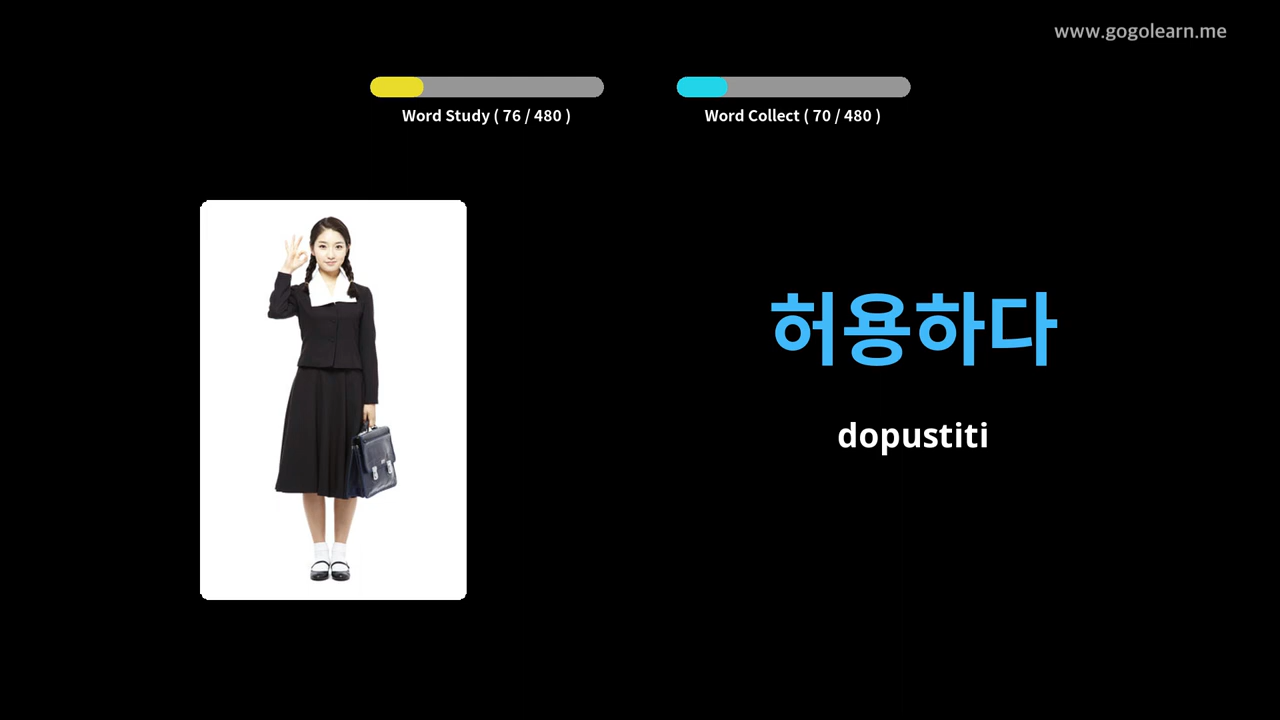 www.gogolearn.me
Word Study ( 76 / 480 )
Word Collect ( 70 / 480 )
허용하다
dopustiti